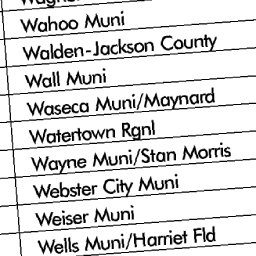 Wahoo Muni
Walden-Jackson County
Wall Muni
Waseca Muni/Maynard
Watertown Rgnl
Wayne Muni/Stan Morris
Webster City Muni
Weiser Muni
Wells Muni/Harriet Fld